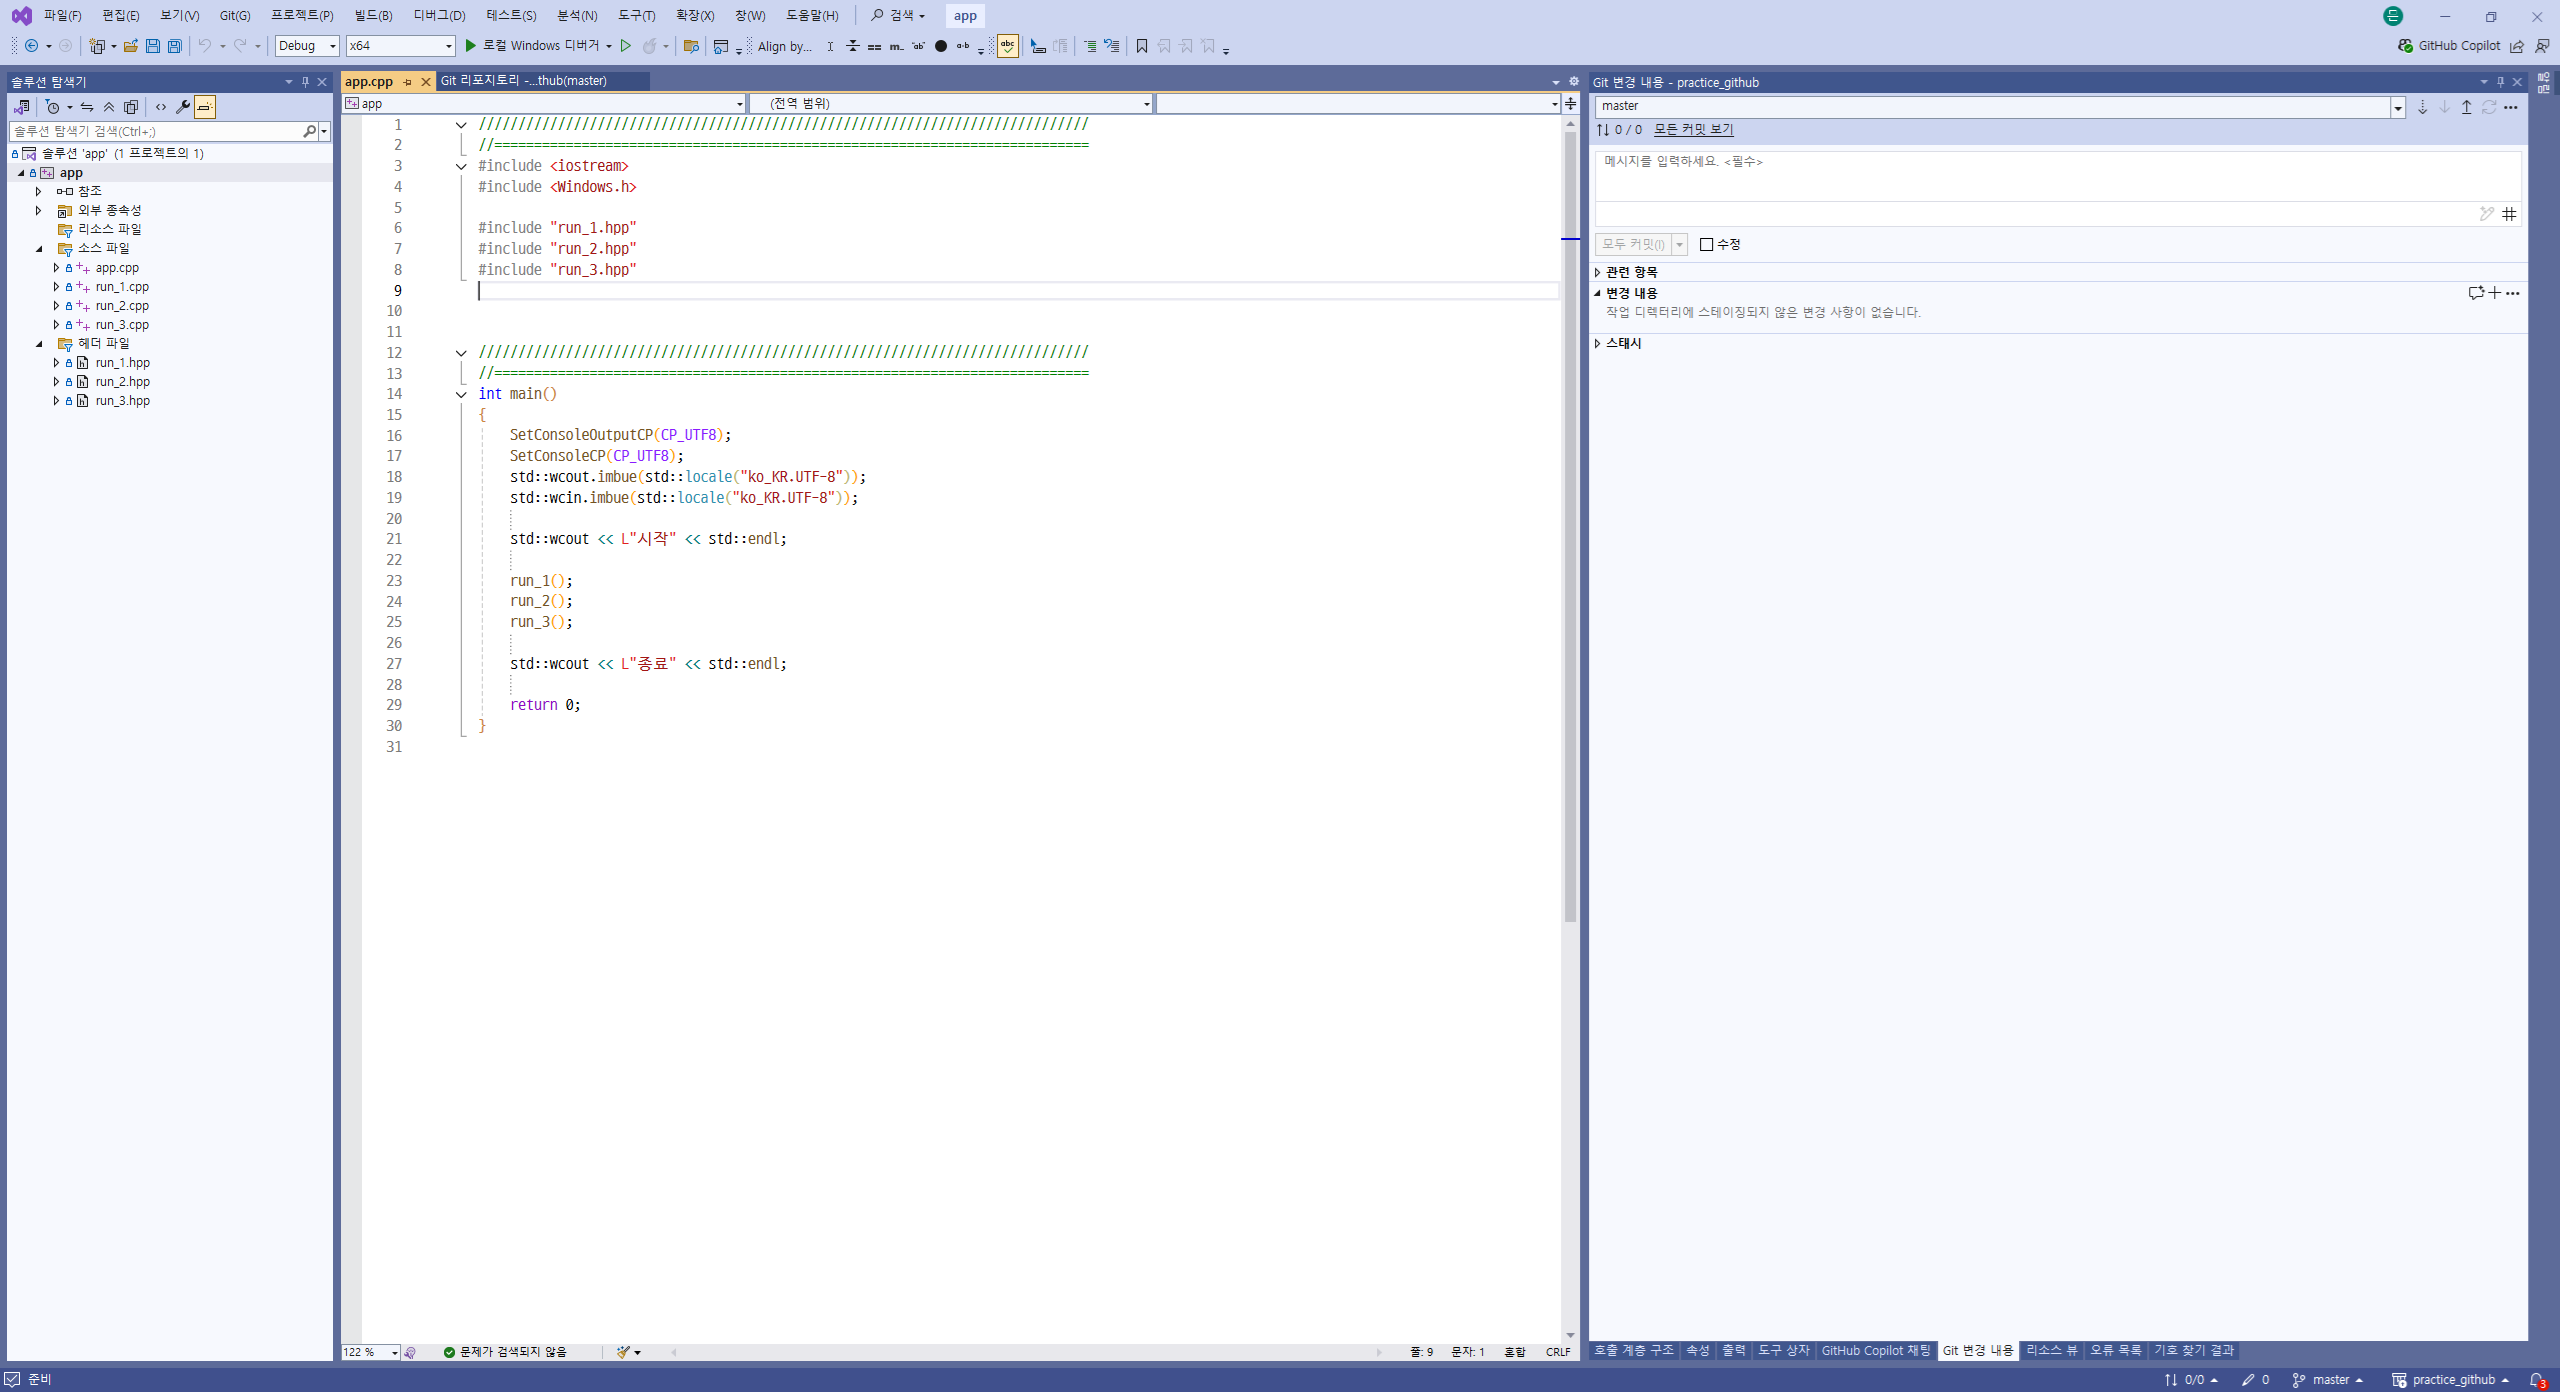 파일(F) 편집(E) 보기(V) Git(G) 프로젝트(P) 빌드(B) 디버그(D) 테스트(S) 분석(N) 도구(T) 확장(X) 창(W) 도움말(H) 검색 app 든
Debug x64 로컬 Windows 디버거 Align by... GitHub Copilot
솔루션 탐색기
솔루션 탐색기 검색(Ctrl+;)
솔루션 'app' (1 프로젝트의 1)
app
참조
외부 종속성
리소스 파일
소스 파일
app.cpp
run_1.cpp
run_2.cpp
run_3.cpp
헤더 파일
run_1.hpp
run_2.hpp
run_3.hpp
app.cpp Git 리포지토리 -...thub(master)
app (전역 범위)
1 /////////////////////////////////////////////////////////////////////////////
2 //===========================================================================
3 #include <iostream>
4 #include <Windows.h>
5
6 #include "run_1.hpp"
7 #include "run_2.hpp"
8 #include "run_3.hpp"
9
10
11
12 /////////////////////////////////////////////////////////////////////////////
13 //===========================================================================
14 int main()
15 {
16 SetConsoleOutputCP(CP_UTF8);
17 SetConsoleCP(CP_UTF8);
18 std::wcout.imbue(std::locale("ko_KR.UTF-8"));
19 std::wcin.imbue(std::locale("ko_KR.UTF-8"));
20
21 std::wcout << L"시작" << std::endl;
22
23 run_1();
24 run_2();
25 run_3();
26
27 std::wcout << L"종료" << std::endl;
28
29 return 0;
30 }
31
122 % 문제가 검색되지 않음 줄: 9 문자: 1 혼합 CRLF
Git 변경 내용 - practice_github
master
0 / 0 모든 커밋 보기
메시지를 입력하세요. <필수>
모두 커밋(I) 수정
관련 항목
변경 내용
작업 디렉터리에 스테이징되지 않은 변경 사항이 없습니다.
스태시
호출 계층 구조 속성 출력 도구 상자 GitHub Copilot 채팅 Git 변경 내용 리소스 뷰 오류 목록 기호 찾기 결과
준비 0/0 0 master practice_github 3